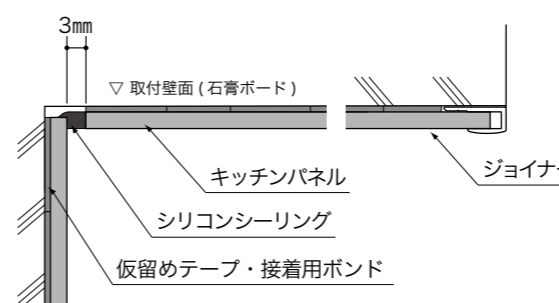 3mm
▽ 取付壁面 ( 石膏ボード )
ジョイナー
キッチンパネル
シリコンシーリング
仮留めテープ・接着用ボンド